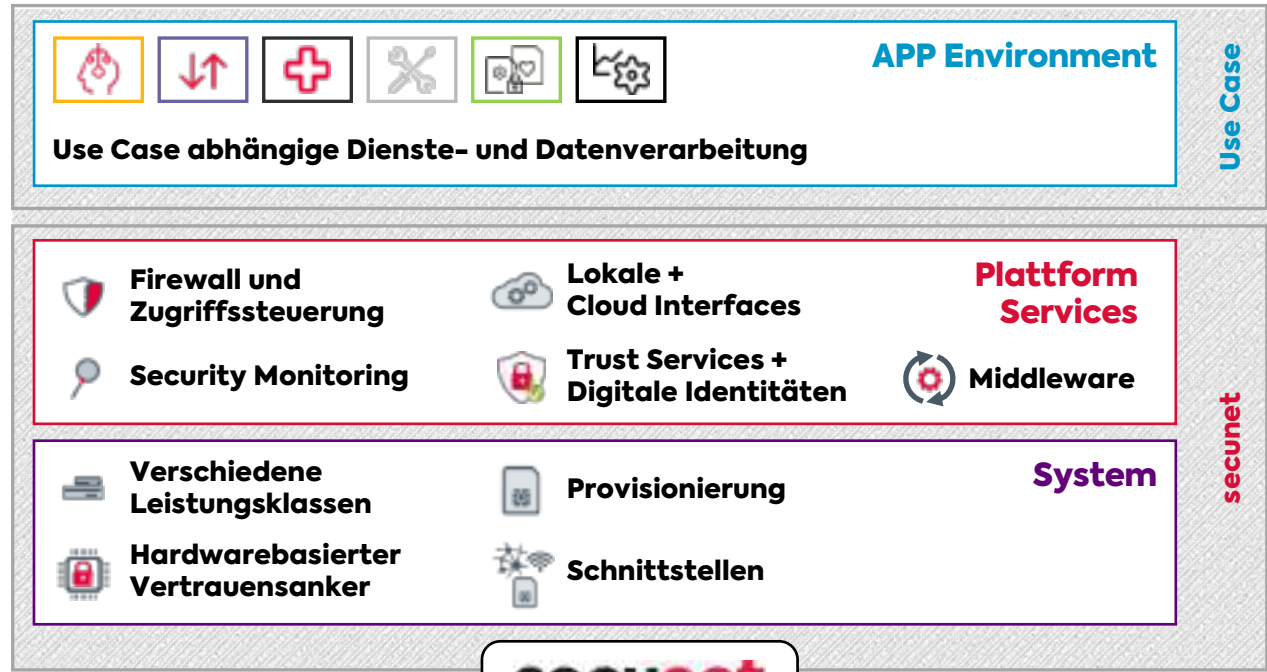 APP Environment
Use Case abhängige Dienste- und Datenverarbeitung
Use Case
Firewall und
Zugriffssteuerung
Lokale +
Cloud Interfaces
Plattform
Services
Security Monitoring
Trust Services +
Digitale Identitäten
Middleware
secunet
Verschiedene
Leistungsklassen
Provisionierung
System
Hardwarebasierter
Vertrauensanker
Schnittstellen